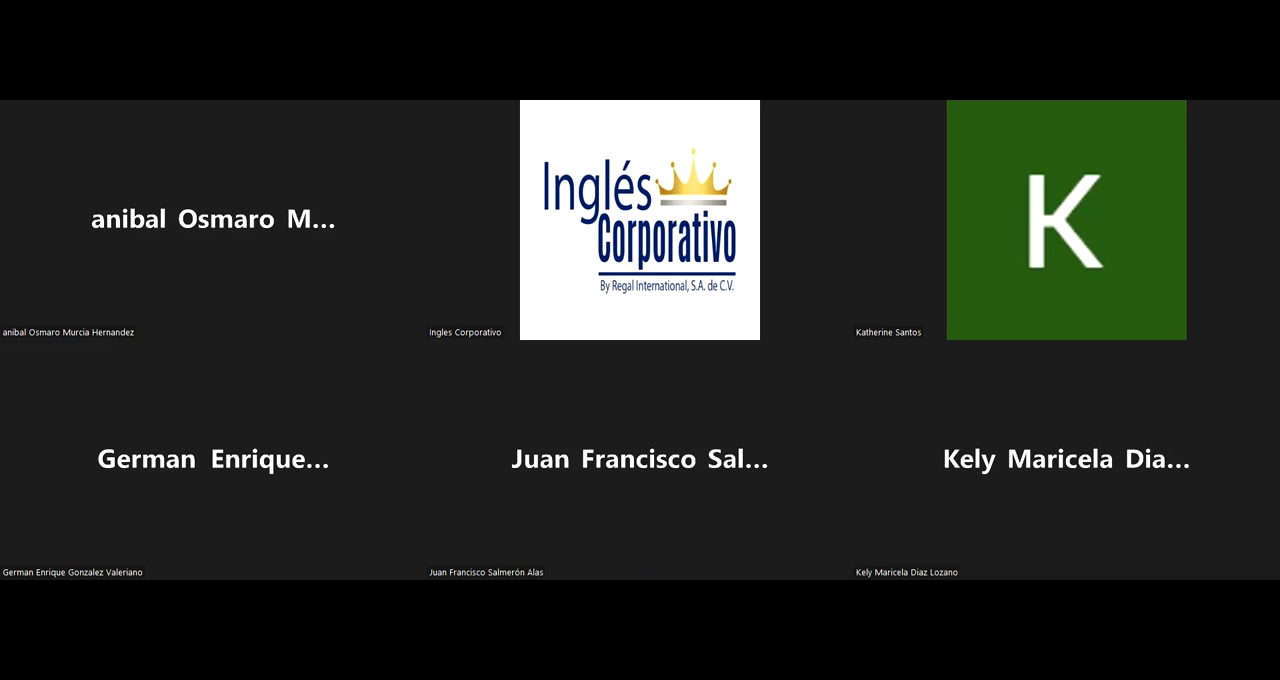 anibal Osmaro M...
anibal Osmaro Murcia Hernandez
Inglés
Corporativo
By Regal International, S.A. de C.V.
Ingles Corporativo
K
Katherine Santos
German Enrique...
German Enrique Gonzalez Valeriano
Juan Francisco Sal...
Juan Francisco Salmerón Alas
Kely Maricela Dia...
Kely Maricela Diaz Lozano